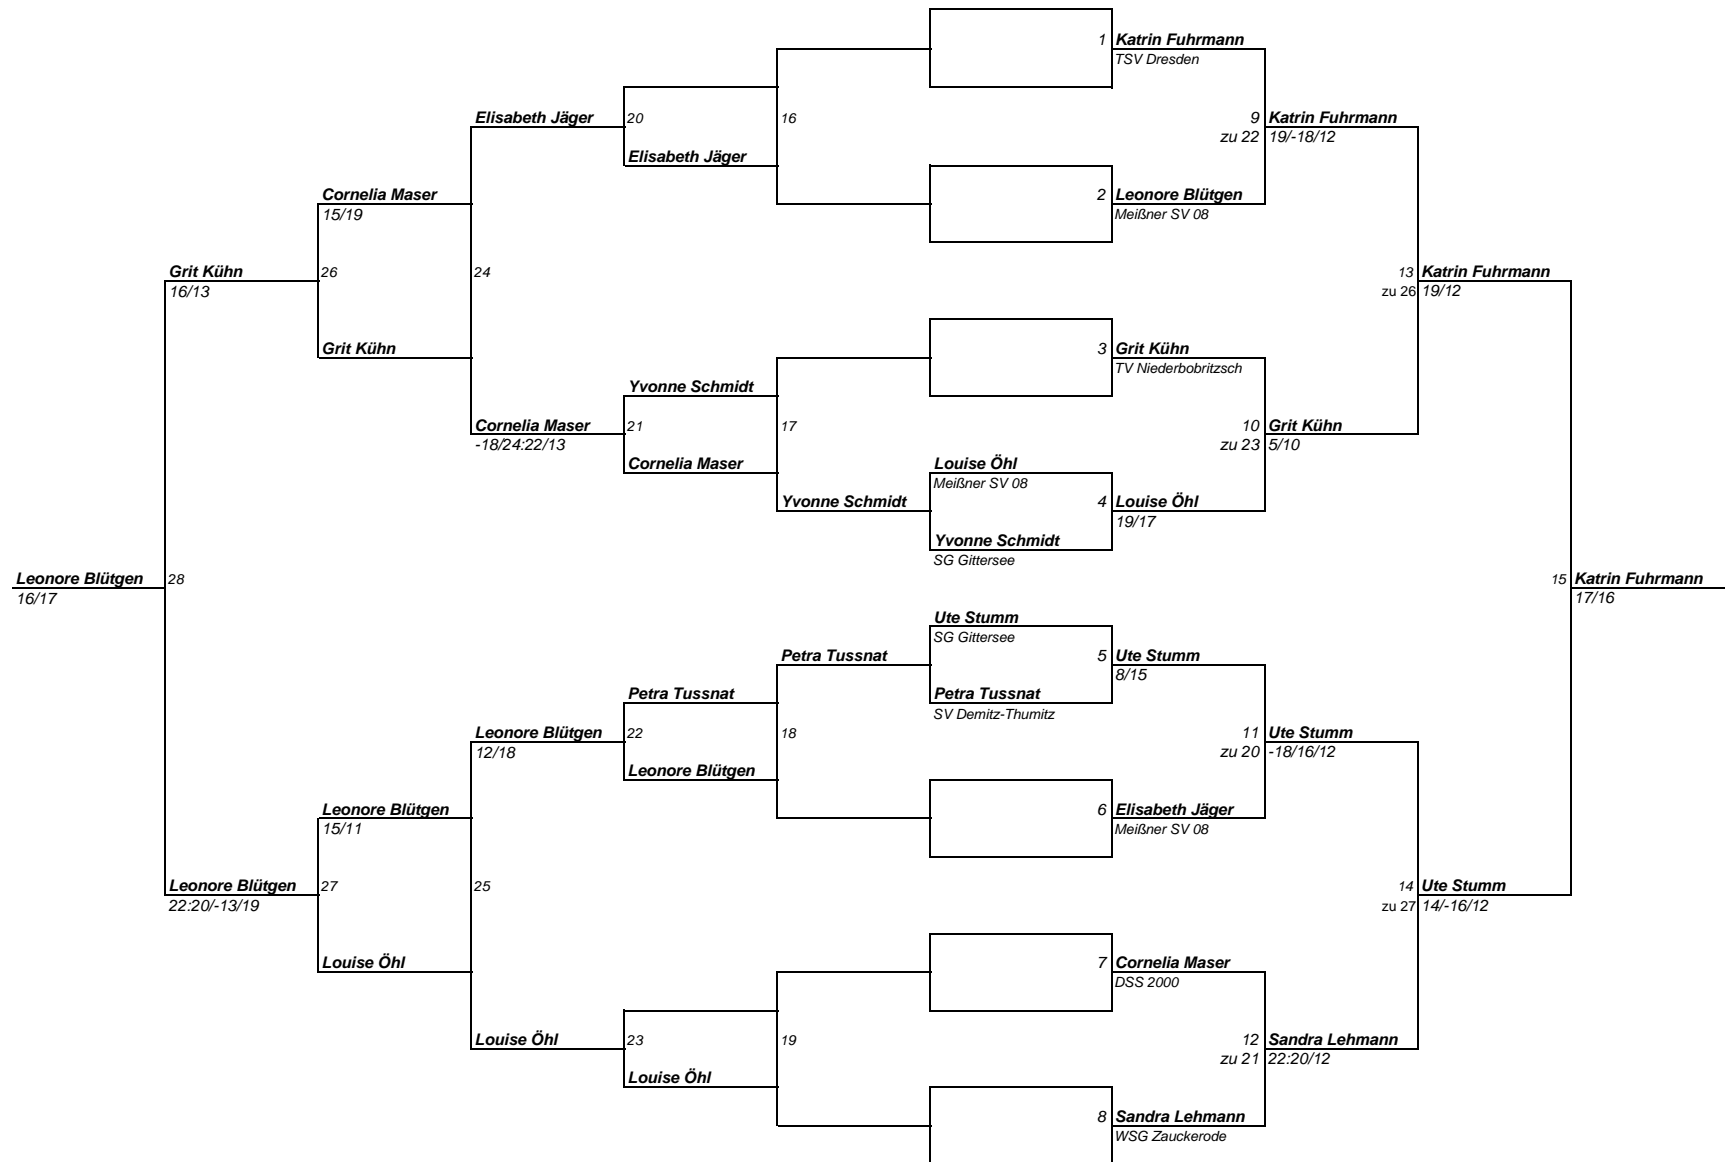 1 Katrin Fuhrmann
TSV Dresden
Elisabeth Jäger 20 16 9 Katrin Fuhrmann
zu 22 19/-18/12
Elisabeth Jäger
Cornelia Maser 2 Leonore Blütgen
15/19 Meißner SV 08
Grit Kühn 26 24 13 Katrin Fuhrmann
16/13 zu 26 19/12
Grit Kühn 3 Grit Kühn
TV Niederbobritzsch
Yvonne Schmidt
Cornelia Maser 21 17 10 Grit Kühn
-18/24:22/13 zu 23 5/10
Cornelia Maser Louise Öhl
Meißner SV 08
Yvonne Schmidt 4 Louise Öhl
19/17
Yvonne Schmidt
SG Gittersee
Leonore Blütgen 28 15 Katrin Fuhrmann
16/17 17/16
Ute Stumm
SG Gittersee
Petra Tussnat 5 Ute Stumm
8/15
Petra Tussnat Petra Tussnat
SV Demitz-Thumitz
Leonore Blütgen 22 18 11 Ute Stumm
12/18 zu 20 -18/16/12
Leonore Blütgen
Leonore Blütgen 6 Elisabeth Jäger
15/11 Meißner SV 08
Leonore Blütgen 27 25 14 Ute Stumm
22:20/-13/19 zu 27 14/-16/12
Louise Öhl 7 Cornelia Maser
DSS 2000
Louise Öhl 23 19 12 Sandra Lehmann
zu 21 22:20/12
Louise Öhl
8 Sandra Lehmann
WSG Zauckerode